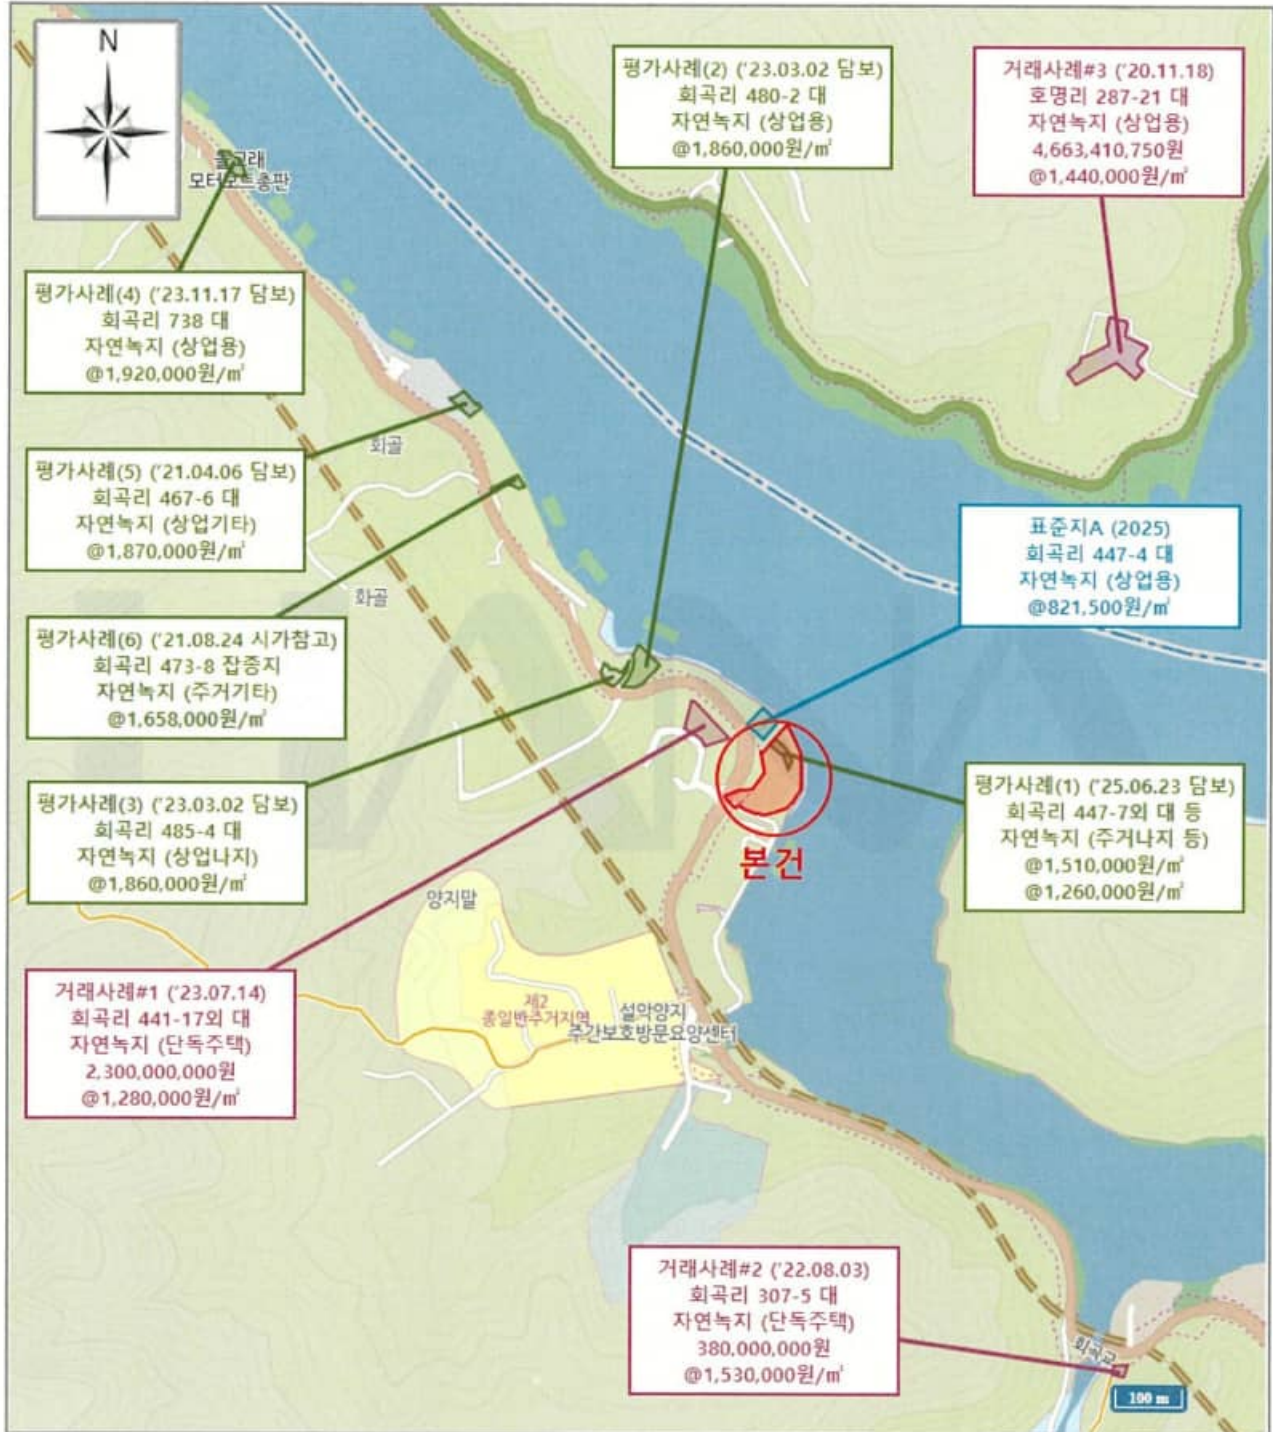 N
물고래
모터보트총판
평가사례(2) ('23.03.02 담보)
회곡리 480-2 대
자연녹지 (상업용)
@1,860,000원/㎡
거래사례#3 ('20.11.18)
호명리 287-21 대
자연녹지 (상업용)
4,663,410,750원
@1,440,000원/㎡
평가사례(4) ('23.11.17 담보)
회곡리 738 대
자연녹지 (상업용)
@1,920,000원/㎡
화골
평가사례(5) ('21.04.06 담보)
회곡리 467-6 대
자연녹지 (상업기타)
@1,870,000원/㎡
표준지A (2025)
회곡리 447-4 대
자연녹지 (상업용)
@821,500원/㎡
화골
평가사례(6) ('21.08.24 시가참고)
회곡리 473-8 잡종지
자연녹지 (주거기타)
@1,658,000원/㎡
평가사례(3) ('23.03.02 담보)
회곡리 485-4 대
자연녹지 (상업나지)
@1,860,000원/㎡
평가사례(1) ('25.06.23 담보)
회곡리 447-7외 대 등
자연녹지 (주거나지 등)
@1,510,000원/㎡
@1,260,000원/㎡
본건
양지말
제2
종일반주거지역
설악양지
주간보호방문요양센터
거래사례#1 ('23.07.14)
회곡리 441-17외 대
자연녹지 (단독주택)
2,300,000,000원
@1,280,000원/㎡
거래사례#2 ('22.08.03)
회곡리 307-5 대
자연녹지 (단독주택)
380,000,000원
@1,530,000원/㎡
회곡교
100 m
HANA